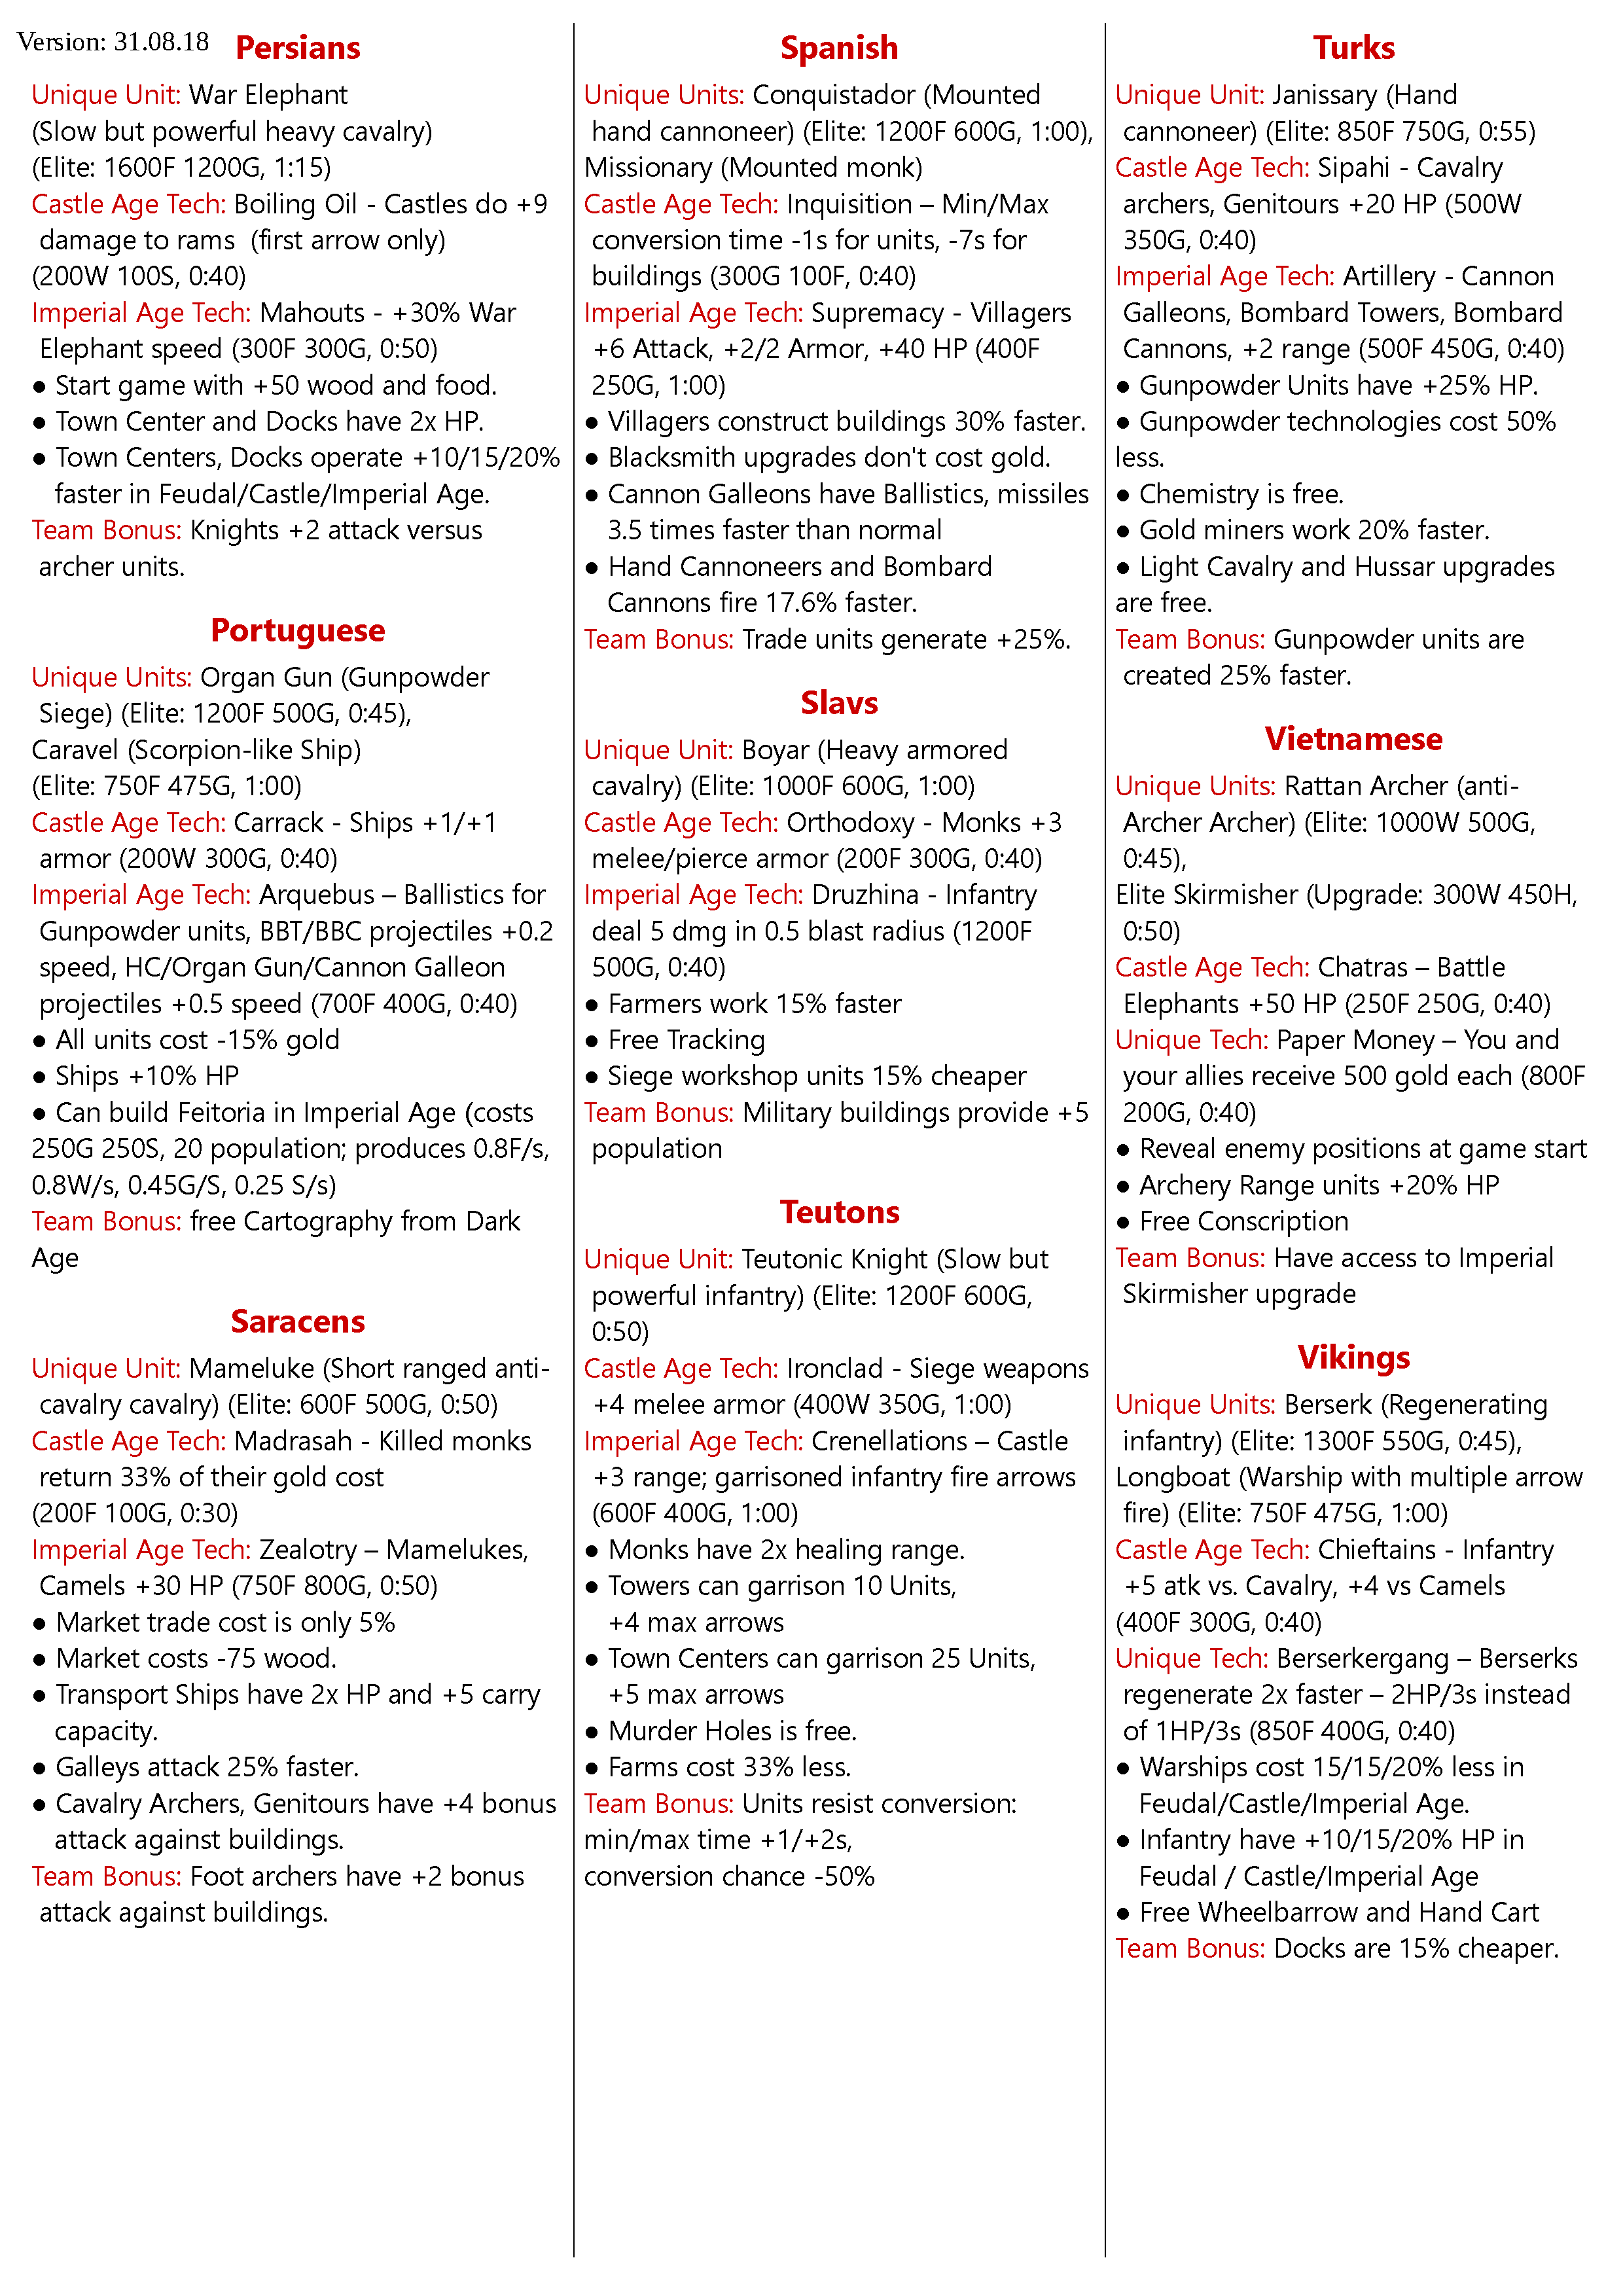 Version: 31.08.18
Persians
Unique Unit: War Elephant
(Slow but powerful heavy cavalry)
(Elite: 1600F 1200G, 1:15)
Castle Age Tech: Boiling Oil - Castles do +9
damage to rams  (first arrow only)
(200W 100S, 0:40)
Imperial Age Tech: Mahouts - +30% War
Elephant speed (300F 300G, 0:50)
● Start game with +50 wood and food.
● Town Center and Docks have 2x HP.
● Town Centers, Docks operate +10/15/20%
faster in Feudal/Castle/Imperial Age.
Team Bonus: Knights +2 attack versus
archer units.
Portuguese
Unique Units: Organ Gun (Gunpowder
Siege) (Elite: 1200F 500G, 0:45),
Caravel (Scorpion-like Ship)
(Elite: 750F 475G, 1:00)
Castle Age Tech: Carrack - Ships +1/+1
armor (200W 300G, 0:40)
Imperial Age Tech: Arquebus – Ballistics for
Gunpowder units, BBT/BBC projectiles +0.2
speed, HC/Organ Gun/Cannon Galleon
projectiles +0.5 speed (700F 400G, 0:40)
● All units cost -15% gold
● Ships +10% HP
● Can build Feitoria in Imperial Age (costs
250G 250S, 20 population; produces 0.8F/s,
0.8W/s, 0.45G/S, 0.25 S/s)
Team Bonus: free Cartography from Dark
Age
Saracens
Unique Unit: Mameluke (Short ranged anti-
cavalry cavalry) (Elite: 600F 500G, 0:50)
Castle Age Tech: Madrasah - Killed monks
return 33% of their gold cost
(200F 100G, 0:30)
Imperial Age Tech: Zealotry – Mamelukes,
Camels +30 HP (750F 800G, 0:50)
● Market trade cost is only 5%
● Market costs -75 wood.
● Transport Ships have 2x HP and +5 carry
capacity.
● Galleys attack 25% faster.
● Cavalry Archers, Genitours have +4 bonus
attack against buildings.
Team Bonus: Foot archers have +2 bonus
attack against buildings.
Spanish
Unique Units: Conquistador (Mounted
hand cannoneer) (Elite: 1200F 600G, 1:00),
Missionary (Mounted monk)
Castle Age Tech: Inquisition – Min/Max
conversion time -1s for units, -7s for
buildings (300G 100F, 0:40)
Imperial Age Tech: Supremacy - Villagers
+6 Attack, +2/2 Armor, +40 HP (400F
250G, 1:00)
● Villagers construct buildings 30% faster.
● Blacksmith upgrades don't cost gold.
● Cannon Galleons have Ballistics, missiles
3.5 times faster than normal
● Hand Cannoneers and Bombard
Cannons fire 17.6% faster.
Team Bonus: Trade units generate +25%.
Slavs
Unique Unit: Boyar (Heavy armored
cavalry) (Elite: 1000F 600G, 1:00)
Castle Age Tech: Orthodoxy - Monks +3
melee/pierce armor (200F 300G, 0:40)
Imperial Age Tech: Druzhina - Infantry
deal 5 dmg in 0.5 blast radius (1200F
500G, 0:40)
● Farmers work 15% faster
● Free Tracking
● Siege workshop units 15% cheaper
Team Bonus: Military buildings provide +5
population
Teutons
Unique Unit: Teutonic Knight (Slow but
powerful infantry) (Elite: 1200F 600G,
0:50)
Castle Age Tech: Ironclad - Siege weapons
+4 melee armor (400W 350G, 1:00)
Imperial Age Tech: Crenellations – Castle
+3 range; garrisoned infantry fire arrows
(600F 400G, 1:00)
● Monks have 2x healing range.
● Towers can garrison 10 Units,
+4 max arrows
● Town Centers can garrison 25 Units,
+5 max arrows
● Murder Holes is free.
● Farms cost 33% less.
Team Bonus: Units resist conversion:
min/max time +1/+2s,
conversion chance -50%
Turks
Unique Unit: Janissary (Hand
cannoneer) (Elite: 850F 750G, 0:55)
Castle Age Tech: Sipahi - Cavalry
archers, Genitours +20 HP (500W
350G, 0:40)
Imperial Age Tech: Artillery - Cannon
Galleons, Bombard Towers, Bombard
Cannons, +2 range (500F 450G, 0:40)
● Gunpowder Units have +25% HP.
● Gunpowder technologies cost 50%
less.
● Chemistry is free.
● Gold miners work 20% faster.
● Light Cavalry and Hussar upgrades
are free.
Team Bonus: Gunpowder units are
created 25% faster.
Vietnamese
Unique Units: Rattan Archer (anti-
Archer Archer) (Elite: 1000W 500G,
0:45),
Elite Skirmisher (Upgrade: 300W 450H,
0:50)
Castle Age Tech: Chatras – Battle
Elephants +50 HP (250F 250G, 0:40)
Unique Tech: Paper Money – You and
your allies receive 500 gold each (800F
200G, 0:40)
● Reveal enemy positions at game start
● Archery Range units +20% HP
● Free Conscription
Team Bonus: Have access to Imperial
Skirmisher upgrade
Vikings
Unique Units: Berserk (Regenerating
infantry) (Elite: 1300F 550G, 0:45),
Longboat (Warship with multiple arrow
fire) (Elite: 750F 475G, 1:00)
Castle Age Tech: Chieftains - Infantry
+5 atk vs. Cavalry, +4 vs Camels
(400F 300G, 0:40)
Unique Tech: Berserkergang – Berserks
regenerate 2x faster – 2HP/3s instead
of 1HP/3s (850F 400G, 0:40)
● Warships cost 15/15/20% less in
Feudal/Castle/Imperial Age.
● Infantry have +10/15/20% HP in
Feudal / Castle/Imperial Age
● Free Wheelbarrow and Hand Cart
Team Bonus: Docks are 15% cheaper.